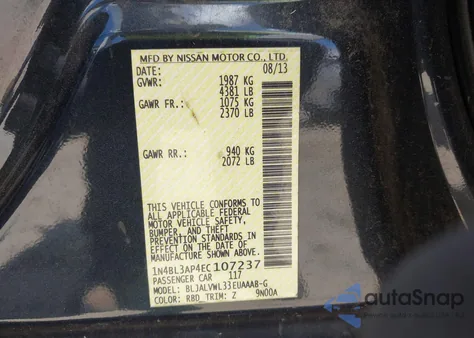 MFD BY NISSAN MOTOR CO., LTD.
DATE: 08/13
GVWR: 1987 KG
4381 LB
GAWR FR.: 1075 KG
2370 LB
GAWR RR.: 940 KG
2072 LB
THIS VEHICLE CONFORMS TO
ALL APPLICABLE FEDERAL
MOTOR VEHICLE SAFETY,
BUMPER, AND THEFT
PREVENTION STANDARDS IN
EFFECT ON THE DATE OF
MANUFACTURE SHOWN ABOVE.
1N4BL3AP4EC107237
PASSENGER CAR 117
MODEL: BLJALVWL33EUAAAB-G
COLOR: RBD TRIM: Z 9N00A
autoSnap